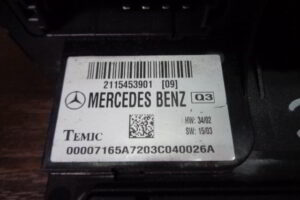 2115453901 [09]
MERCEDES BENZ Q3
HW: 34/02
SW: 15/03
TEMIC
00007165A7203C040026A